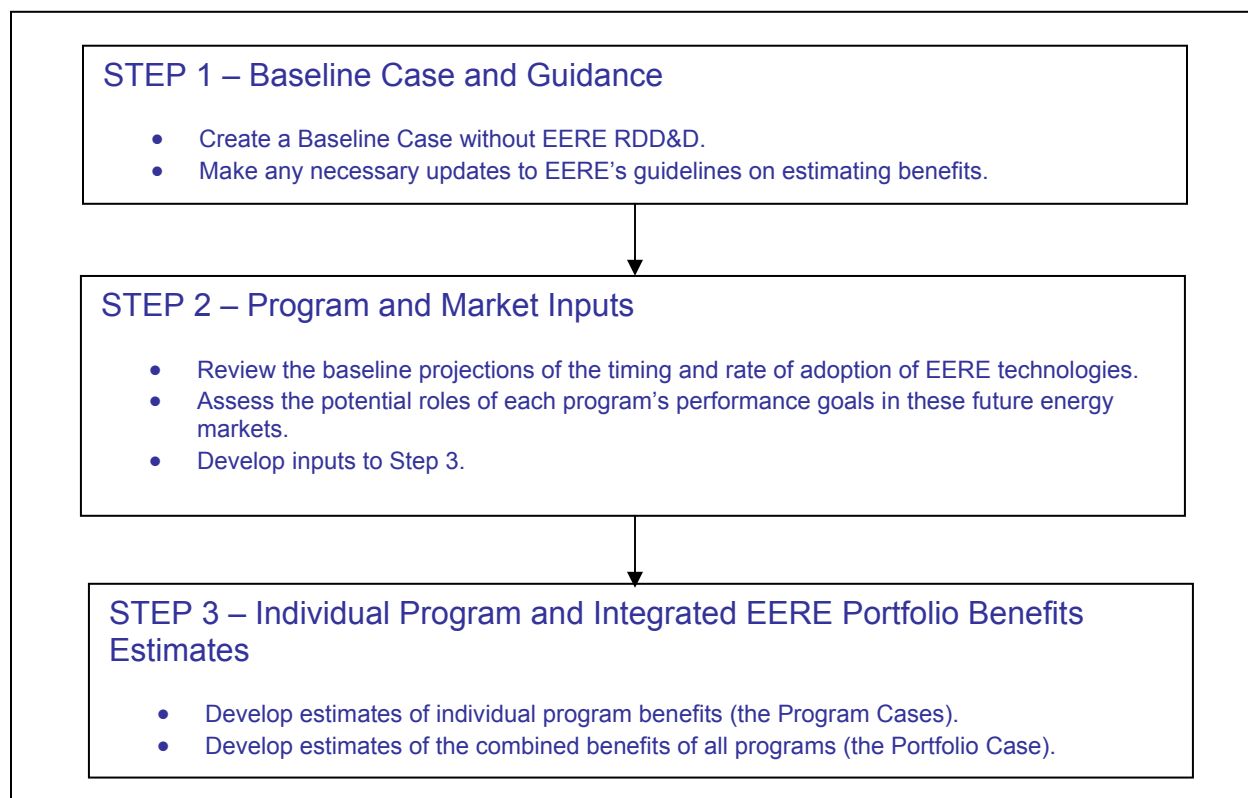 STEP 1 – Baseline Case and Guidance
• Create a Baseline Case without EERE RDD&D.
• Make any necessary updates to EERE's guidelines on estimating benefits.
STEP 2 – Program and Market Inputs
• Review the baseline projections of the timing and rate of adoption of EERE technologies.
• Assess the potential roles of each program's performance goals in these future energy
markets.
• Develop inputs to Step 3.
STEP 3 – Individual Program and Integrated EERE Portfolio Benefits
Estimates
• Develop estimates of individual program benefits (the Program Cases).
• Develop estimates of the combined benefits of all programs (the Portfolio Case).